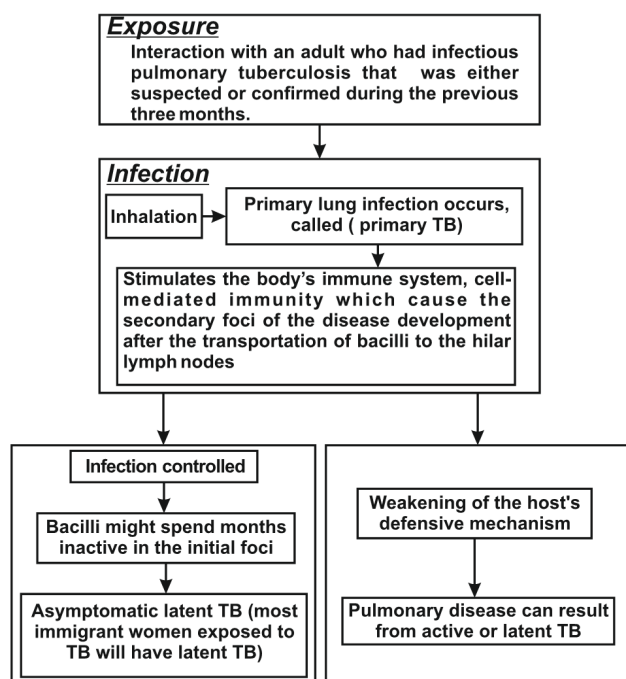 Exposure
Interaction with an adult who had infectious
pulmonary tuberculosis that was either
suspected or confirmed during the previous
three months.
Infection
Inhalation
Primary lung infection occurs,
called ( primary TB)
Stimulates the body's immune system, cell-
mediated immunity which cause the
secondary foci of the disease development
after the transportation of bacilli to the hilar
lymph nodes
Infection controlled
Bacilli might spend months
inactive in the initial foci
Asymptomatic latent TB (most
immigrant women exposed to
TB will have latent TB)
Weakening of the host's
defensive mechanism
Pulmonary disease can result
from active or latent TB